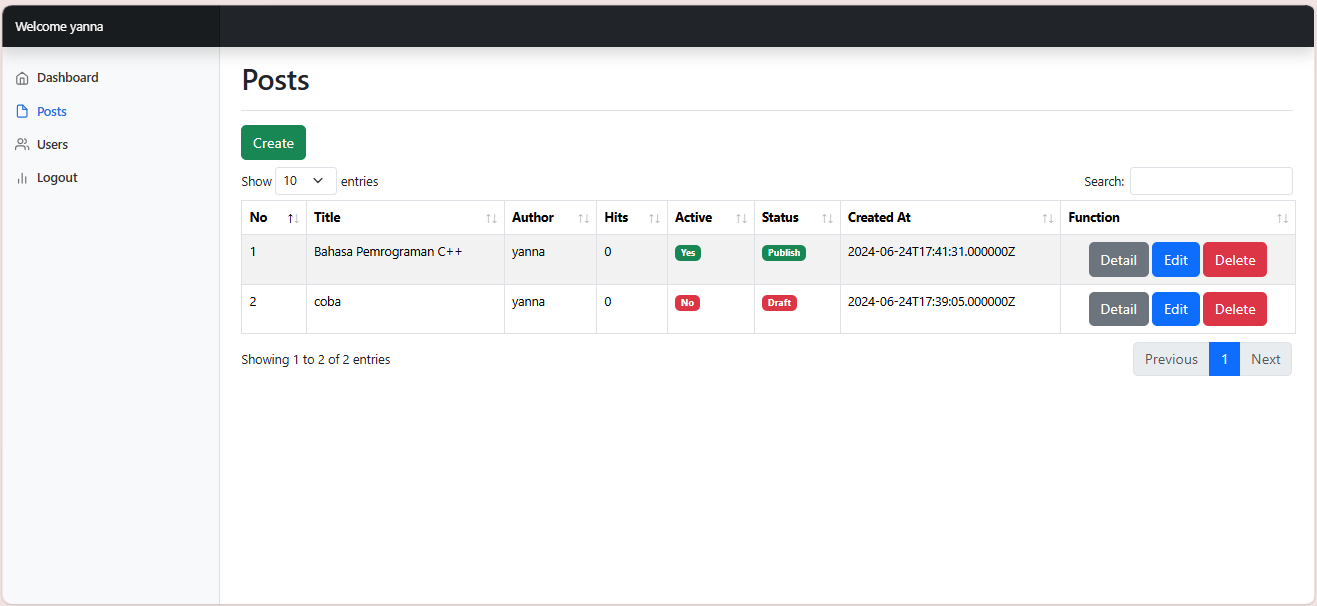 Welcome yanna
Dashboard
Posts
Users
Logout
Posts
Create
Show 10 entries
Search:
No Title Author Hits Active Status Created At Function
1 Bahasa Pemrograman C++ yanna 0 Yes Publish 2024-06-24T17:41:31.000000Z Detail Edit Delete
2 coba yanna 0 No Draft 2024-06-24T17:39:05.000000Z Detail Edit Delete
Showing 1 to 2 of 2 entries
Previous 1 Next